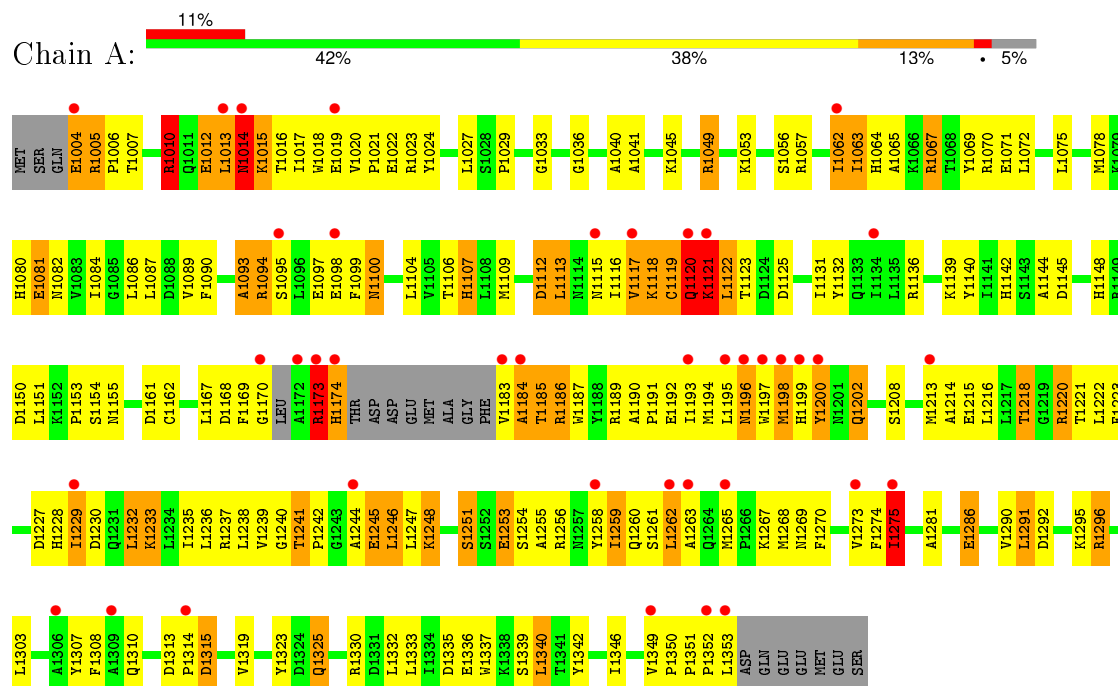 11%
Chain A:
42% 38% 13% • 5%
MET SER GLN E1004 R1005 P1006 T1007 R1010 Q1011 E1012 L1013 N1014 K1015 T1016 I1017 W1018 E1019 V1020 P1021 E1022 R1023 Y1024 L1027 S1028 P1029 G1033 G1036 A1040 A1041 K1045 R1049 K1053 S1056 R1057 I1062 I1063 H1064 A1065 K1066 R1067 T1068 Y1069 R1070 E1071 L1072 L1075 M1078 K1079
H1080 E1081 N1082 V1083 I1084 G1085 L1086 L1087 D1088 V1089 F1090 A1093 R1094 S1095 L1096 E1097 E1098 F1099 N1100 L1104 V1105 T1106 H1107 L1108 M1109 D1112 L1113 N1114 N1115 I1116 V1117 K1118 C1119 Q1120 K1121 L1122 T1123 D1124 D1125 I1131 Y1132 Q1133 I1134 L1135 R1136 K1139 Y1140 I1141 H1142 S1143 A1144 D1145 H1148 R1149
D1150 L1151 K1152 P1153 S1154 N1155 D1161 C1162 L1167 D1168 F1169 G1170 LEU A1172 R1173 H1174 THR ASP ASP GLU MET ALA GLY PHE V1183 A1184 T1185 R1186 W1187 Y1188 R1189 A1190 P1191 E1192 I1193 M1194 L1195 N1196 W1197 M1198 H1199 Y1200 N1201 Q1202 S1208 M1213 A1214 E1215 L1216 L1217 T1218 G1219 R1220 T1221 L1222 F1223
D1227 H1228 I1229 D1230 Q1231 L1232 K1233 L1234 I1235 L1236 R1237 L1238 V1239 G1240 T1241 P1242 G1243 A1244 E1245 L1246 L1247 K1248 S1251 S1252 E1253 S1254 A1255 R1256 N1257 Y1258 I1259 Q1260 S1261 L1262 A1263 Q1264 M1265 P1266 K1267 M1268 N1269 F1270 V1273 F1274 I1275 A1281 E1286 V1290 L1291 D1292 K1295 R1296
L1303 A1306 Y1307 F1308 A1309 Q1310 D1313 P1314 D1315 V1319 Y1323 D1324 Q1325 R1330 D1331 L1332 L1333 I1334 D1335 E1336 W1337 K1338 S1339 L1340 T1341 Y1342 I1346 V1349 P1350 P1351 P1352 L1353 ASP GLN GLU GLU MET GLU SER